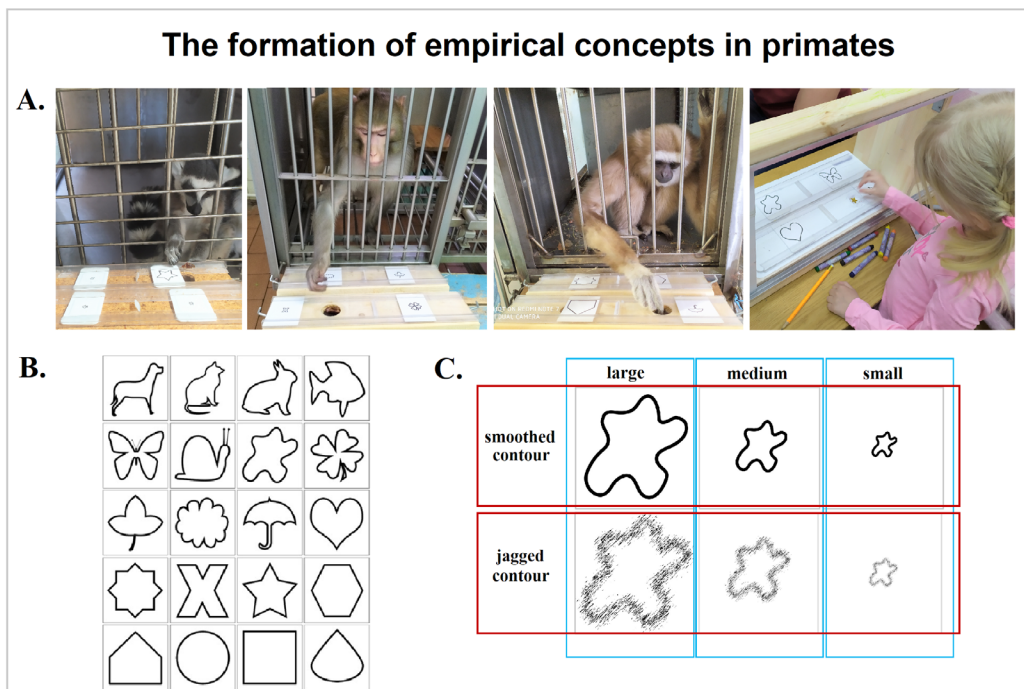 The formation of empirical concepts in primates
A.
B.
C.
large
medium
small
smoothed
contour
jagged
contour